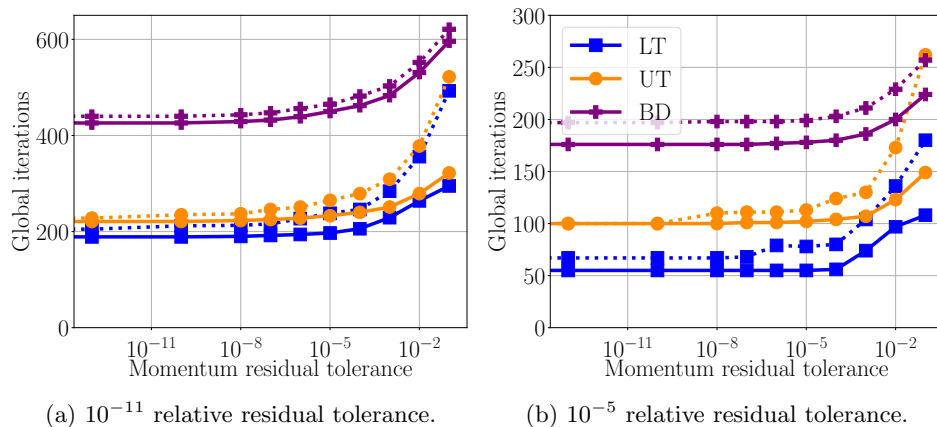 600
400
200
0
Global iterations
10^{-11}
10^{-8}
10^{-5}
10^{-2}
Momentum residual tolerance
(a) 10^{-11} relative residual tolerance.
300
250
200
150
100
50
0
Global iterations
LT
UT
BD
10^{-11}
10^{-8}
10^{-5}
10^{-2}
Momentum residual tolerance
(b) 10^{-5} relative residual tolerance.